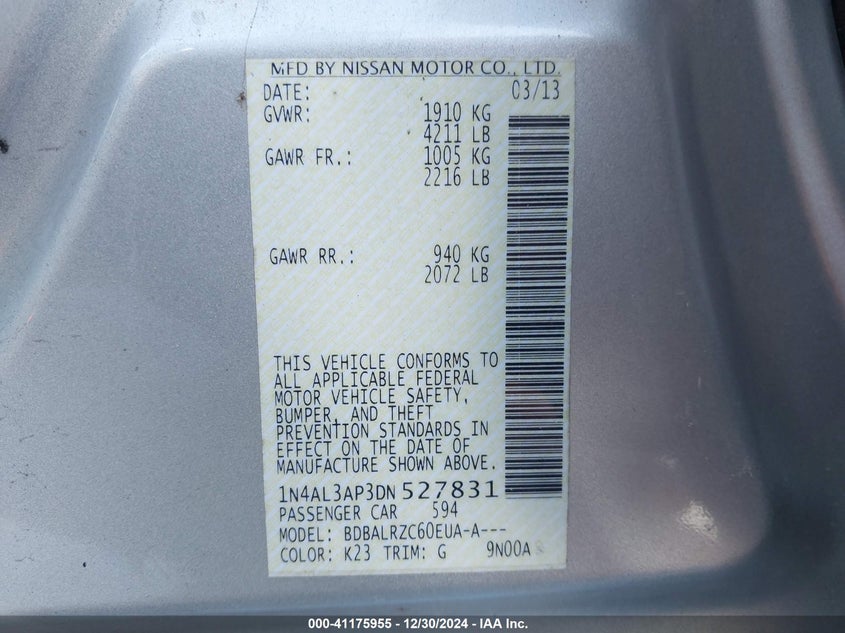 MFD BY NISSAN MOTOR CO., LTD.
DATE: 03/13
GVWR: 1910 KG
4211 LB
GAWR FR.: 1005 KG
2216 LB
GAWR RR.: 940 KG
2072 LB
THIS VEHICLE CONFORMS TO
ALL APPLICABLE FEDERAL
MOTOR VEHICLE SAFETY,
BUMPER, AND THEFT
PREVENTION STANDARDS IN
EFFECT ON THE DATE OF
MANUFACTURE SHOWN ABOVE.
1N4AL3AP3DN 527831
PASSENGER CAR 594
MODEL: BDBALRZC60EUA-A---
COLOR: K23 TRIM: G
000-41175955 - 12/30/2024 - IAA Inc.